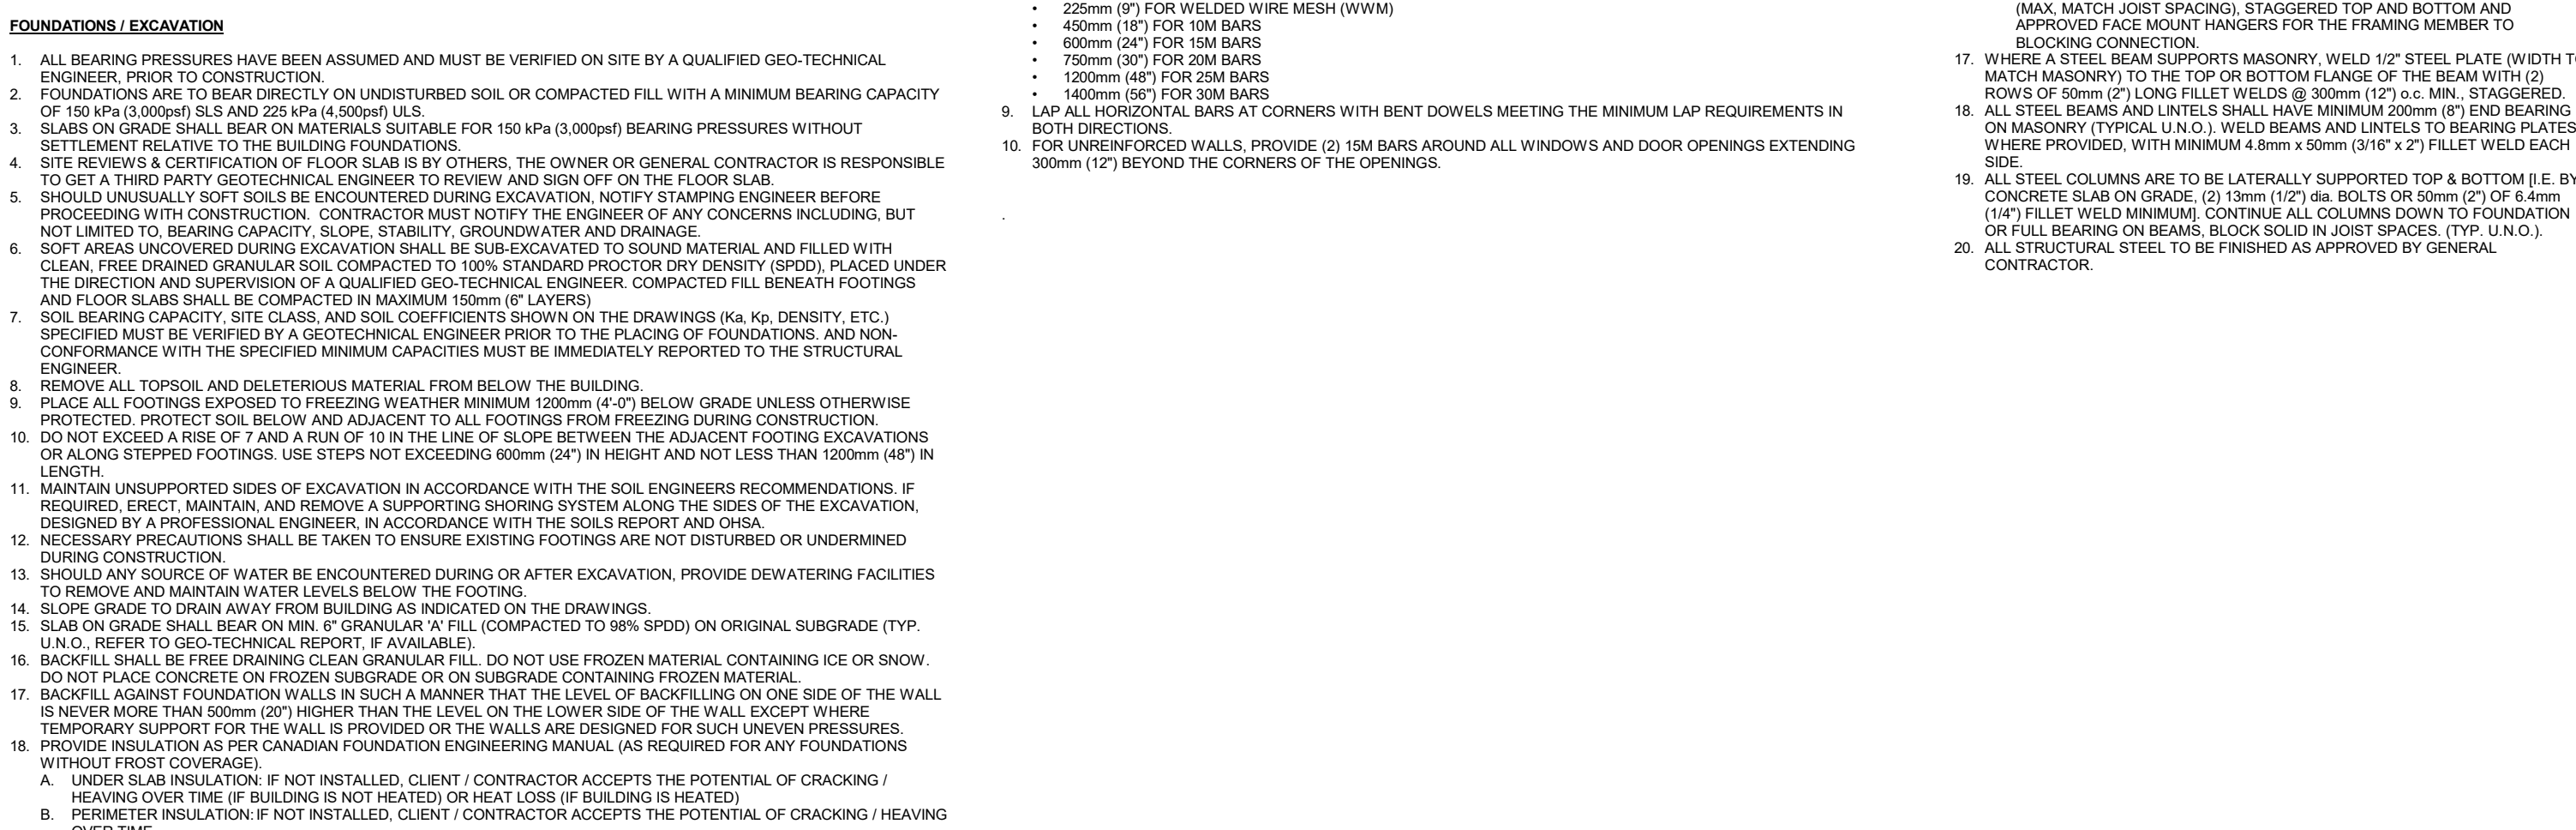 FOUNDATIONS / EXCAVATION
1. ALL BEARING PRESSURES HAVE BEEN ASSUMED AND MUST BE VERIFIED ON SITE BY A QUALIFIED GEO-TECHNICAL
ENGINEER, PRIOR TO CONSTRUCTION.
2. FOUNDATIONS ARE TO BEAR DIRECTLY ON UNDISTURBED SOIL OR COMPACTED FILL WITH A MINIMUM BEARING CAPACITY
OF 150 kPa (3,000psf) SLS AND 225 kPa (4,500psf) ULS.
3. SLABS ON GRADE SHALL BEAR ON MATERIALS SUITABLE FOR 150 kPa (3,000psf) BEARING PRESSURES WITHOUT
SETTLEMENT RELATIVE TO THE BUILDING FOUNDATIONS.
4. SITE REVIEWS & CERTIFICATION OF FLOOR SLAB IS BY OTHERS, THE OWNER OR GENERAL CONTRACTOR IS RESPONSIBLE
TO GET A THIRD PARTY GEOTECHNICAL ENGINEER TO REVIEW AND SIGN OFF ON THE FLOOR SLAB.
5. SHOULD UNUSUALLY SOFT SOILS BE ENCOUNTERED DURING EXCAVATION, NOTIFY STAMPING ENGINEER BEFORE
PROCEEDING WITH CONSTRUCTION. CONTRACTOR MUST NOTIFY THE ENGINEER OF ANY CONCERNS INCLUDING, BUT
NOT LIMITED TO, BEARING CAPACITY, SLOPE, STABILITY, GROUNDWATER AND DRAINAGE.
6. SOFT AREAS UNCOVERED DURING EXCAVATION SHALL BE SUB-EXCAVATED TO SOUND MATERIAL AND FILLED WITH
CLEAN, FREE DRAINED GRANULAR SOIL COMPACTED TO 100% STANDARD PROCTOR DRY DENSITY (SPDD), PLACED UNDER
THE DIRECTION AND SUPERVISION OF A QUALIFIED GEO-TECHNICAL ENGINEER. COMPACTED FILL BENEATH FOOTINGS
AND FLOOR SLABS SHALL BE COMPACTED IN MAXIMUM 150mm (6" LAYERS)
7. SOIL BEARING CAPACITY, SITE CLASS, AND SOIL COEFFICIENTS SHOWN ON THE DRAWINGS (Ka, Kp, DENSITY, ETC.)
SPECIFIED MUST BE VERIFIED BY A GEOTECHNICAL ENGINEER PRIOR TO THE PLACING OF FOUNDATIONS. AND NON-
CONFORMANCE WITH THE SPECIFIED MINIMUM CAPACITIES MUST BE IMMEDIATELY REPORTED TO THE STRUCTURAL
ENGINEER.
8. REMOVE ALL TOPSOIL AND DELETERIOUS MATERIAL FROM BELOW THE BUILDING.
9. PLACE ALL FOOTINGS EXPOSED TO FREEZING WEATHER MINIMUM 1200mm (4'-0") BELOW GRADE UNLESS OTHERWISE
PROTECTED. PROTECT SOIL BELOW AND ADJACENT TO ALL FOOTINGS FROM FREEZING DURING CONSTRUCTION.
10. DO NOT EXCEED A RISE OF 7 AND A RUN OF 10 IN THE LINE OF SLOPE BETWEEN THE ADJACENT FOOTING EXCAVATIONS
OR ALONG STEPPED FOOTINGS. USE STEPS NOT EXCEEDING 600mm (24") IN HEIGHT AND NOT LESS THAN 1200mm (48") IN
LENGTH.
11. MAINTAIN UNSUPPORTED SIDES OF EXCAVATION IN ACCORDANCE WITH THE SOIL ENGINEERS RECOMMENDATIONS. IF
REQUIRED, ERECT, MAINTAIN, AND REMOVE A SUPPORTING SHORING SYSTEM ALONG THE SIDES OF THE EXCAVATION,
DESIGNED BY A PROFESSIONAL ENGINEER, IN ACCORDANCE WITH THE SOILS REPORT AND OHSA.
12. NECESSARY PRECAUTIONS SHALL BE TAKEN TO ENSURE EXISTING FOOTINGS ARE NOT DISTURBED OR UNDERMINED
DURING CONSTRUCTION.
13. SHOULD ANY SOURCE OF WATER BE ENCOUNTERED DURING OR AFTER EXCAVATION, PROVIDE DEWATERING FACILITIES
TO REMOVE AND MAINTAIN WATER LEVELS BELOW THE FOOTING.
14. SLOPE GRADE TO DRAIN AWAY FROM BUILDING AS INDICATED ON THE DRAWINGS.
15. SLAB ON GRADE SHALL BEAR ON MIN. 6" GRANULAR 'A' FILL (COMPACTED TO 98% SPDD) ON ORIGINAL SUBGRADE (TYP.
U.N.O., REFER TO GEO-TECHNICAL REPORT, IF AVAILABLE).
16. BACKFILL SHALL BE FREE DRAINING CLEAN GRANULAR FILL. DO NOT USE FROZEN MATERIAL CONTAINING ICE OR SNOW.
DO NOT PLACE CONCRETE ON FROZEN SUBGRADE OR ON SUBGRADE CONTAINING FROZEN MATERIAL.
17. BACKFILL AGAINST FOUNDATION WALLS IN SUCH A MANNER THAT THE LEVEL OF BACKFILLING ON ONE SIDE OF THE WALL
IS NEVER MORE THAN 500mm (20") HIGHER THAN THE LEVEL ON THE LOWER SIDE OF THE WALL EXCEPT WHERE
TEMPORARY SUPPORT FOR THE WALL IS PROVIDED OR THE WALLS ARE DESIGNED FOR SUCH UNEVEN PRESSURES.
18. PROVIDE INSULATION AS PER CANADIAN FOUNDATION ENGINEERING MANUAL (AS REQUIRED FOR ANY FOUNDATIONS
WITHOUT FROST COVERAGE).
A. UNDER SLAB INSULATION: IF NOT INSTALLED, CLIENT / CONTRACTOR ACCEPTS THE POTENTIAL OF CRACKING /
HEAVING OVER TIME (IF BUILDING IS NOT HEATED) OR HEAT LOSS (IF BUILDING IS HEATED)
B. PERIMETER INSULATION: IF NOT INSTALLED, CLIENT / CONTRACTOR ACCEPTS THE POTENTIAL OF CRACKING / HEAVING
OVER TIME
• 225mm (9") FOR WELDED WIRE MESH (WWM)
• 450mm (18") FOR 10M BARS
• 600mm (24") FOR 15M BARS
• 750mm (30") FOR 20M BARS
• 1200mm (48") FOR 25M BARS
• 1400mm (56") FOR 30M BARS
9. LAP ALL HORIZONTAL BARS AT CORNERS WITH BENT DOWELS MEETING THE MINIMUM LAP REQUIREMENTS IN
BOTH DIRECTIONS.
10. FOR UNREINFORCED WALLS, PROVIDE (2) 15M BARS AROUND ALL WINDOWS AND DOOR OPENINGS EXTENDING
300mm (12") BEYOND THE CORNERS OF THE OPENINGS.
.
(MAX, MATCH JOIST SPACING), STAGGERED TOP AND BOTTOM AND
APPROVED FACE MOUNT HANGERS FOR THE FRAMING MEMBER TO
BLOCKING CONNECTION.
17. WHERE A STEEL BEAM SUPPORTS MASONRY, WELD 1/2" STEEL PLATE (WIDTH TO
MATCH MASONRY) TO THE TOP OR BOTTOM FLANGE OF THE BEAM WITH (2)
ROWS OF 50mm (2") LONG FILLET WELDS @ 300mm (12") o.c. MIN., STAGGERED.
18. ALL STEEL BEAMS AND LINTELS SHALL HAVE MINIMUM 200mm (8") END BEARING
ON MASONRY (TYPICAL U.N.O.). WELD BEAMS AND LINTELS TO BEARING PLATES
WHERE PROVIDED, WITH MINIMUM 4.8mm x 50mm (3/16" x 2") FILLET WELD EACH
SIDE.
19. ALL STEEL COLUMNS ARE TO BE LATERALLY SUPPORTED TOP & BOTTOM [I.E. BY
CONCRETE SLAB ON GRADE, (2) 13mm (1/2") dia. BOLTS OR 50mm (2") OF 6.4mm
(1/4") FILLET WELD MINIMUM]. CONTINUE ALL COLUMNS DOWN TO FOUNDATION
OR FULL BEARING ON BEAMS, BLOCK SOLID IN JOIST SPACES. (TYP. U.N.O.).
20. ALL STRUCTURAL STEEL TO BE FINISHED AS APPROVED BY GENERAL
CONTRACTOR.